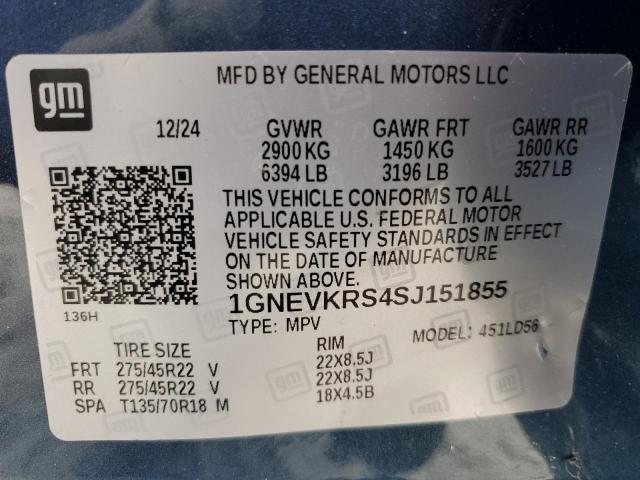 gm
MFD BY GENERAL MOTORS LLC
12/24 GVWR GAWR FRT GAWR RR
2900 KG 1450 KG 1600 KG
6394 LB 3196 LB 3527 LB
THIS VEHICLE CONFORMS TO ALL
APPLICABLE U.S. FEDERAL MOTOR
VEHICLE SAFETY STANDARDS IN EFFECT
ON THE DATE OF MANUFACTURE
SHOWN ABOVE.
136H
1GNEVKRS4SJ151855
TYPE: MPV MODEL: 451LD56
TIRE SIZE RIM
FRT 275/45R22 V 22X8.5J
RR 275/45R22 V 22X8.5J
SPA T135/70R18 M 18X4.5B